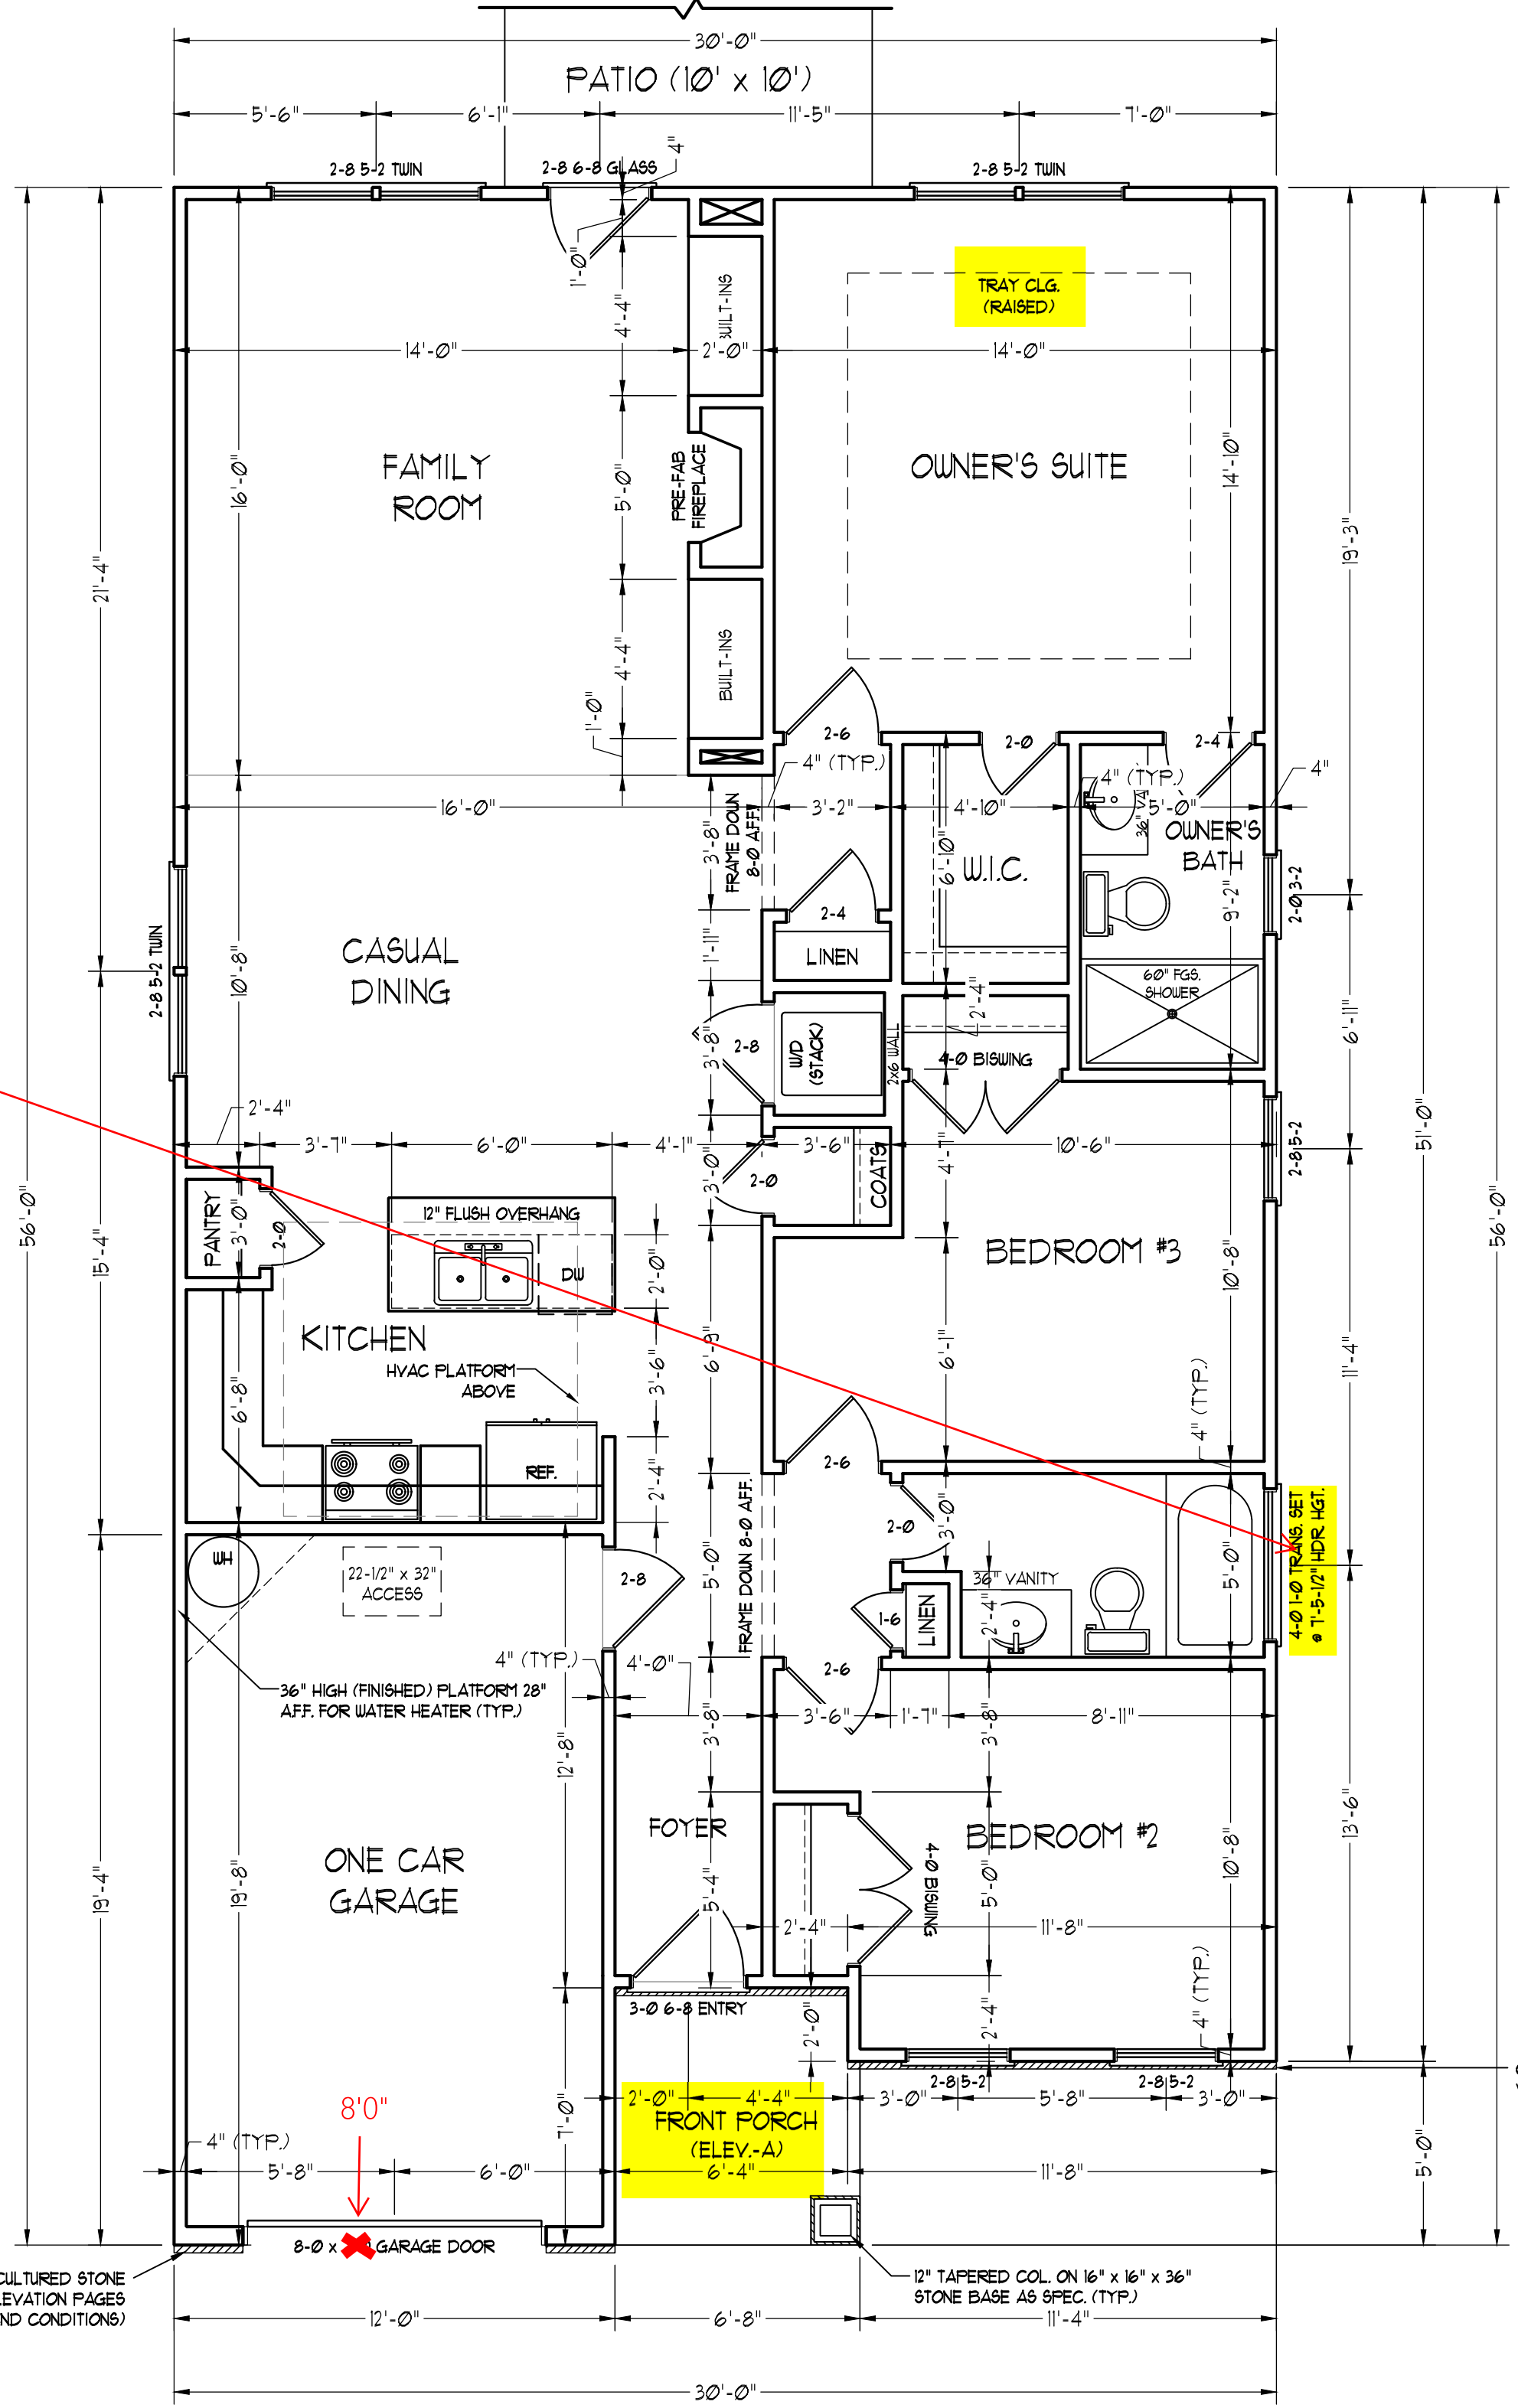 30'-0"
PATIO (10' x 10')
5'-6" 6'-1" 11'-5" 7'-0"
4"
2-8 5-2 TWIN 2-8 6-8 GLASS 2-8 5-2 TWIN
1'-0"
TRAY CLG.
(RAISED)
4'-4"
BUILT-INS
14'-0" 2'-0" 14'-0"
FAMILY
ROOM
OWNER'S SUITE
16'-0"
5'-0"
PRE-FAB
FIREPLACE
14'-10"
19'-3"
21'-4"
4'-4"
BUILT-INS
1'-0"
2-6 2-0 2-4
4" (TYP.) 4" (TYP.) 4"
16'-0" 3'-2" 4'-10" 5'-0"
FRAME DOWN
8-0 A.F.F.
3'-8"
6'-10"
36" VA
OWNER'S
BATH
W.I.C.
9'-2"
2-0 3-2
2-4
LINEN
1'-11"
CASUAL
DINING
10'-8"
2-8 5-2 TWIN
60" FGS.
SHOWER
2'-4"
6'-11"
3'-8"
2-8
W/D
(STACK)
2x6 WALL
4-0 BISWING
51'-0"
2'-4"
3'-7" 6'-0" 4'-1" 3'-6" 10'-6"
2-8 5-2
4'-7"
3'-0"
2-0
COATS
56'-0"
15'-4"
PANTRY
3'-0"
2-0
12" FLUSH OVERHANG
DW
2'-0"
BEDROOM #3
10'-8"
56'-0"
KITCHEN
HVAC PLATFORM
ABOVE
3'-6"
6'-9"
6'-1"
11'-4"
6'-8"
4" (TYP.)
REF.
2'-4"
2-6
FRAME DOWN 8-0 A.F.F.
5'-0"
2-0
3'-0"
5'-0"
4-0 1-0 TRANS. SET
@ 7'-5-1/2" HDR HGT.
WH
22-1/2" x 32"
ACCESS
2-8
36" VANITY
1-6
LINEN
2'-4"
2-6
4" (TYP.) 4'-0"
36" HIGH (FINISHED) PLATFORM 28"
A.F.F. FOR WATER HEATER (TYP.)
3'-8"
3'-6" 1'-7" 8'-11"
3'-8"
12'-8"
FOYER
BEDROOM #2
13'-6"
10'-8"
ONE CAR
GARAGE
19'-8"
19'-4"
5'-4"
4-0 BISWING
5'-0"
2'-4" 11'-8"
4" (TYP.)
3-0 6-8 ENTRY
2'-0"
2'-4"
2-8 5-2 2-8 5-2
2'-0" 4'-4" 3'-0" 5'-8" 3'-0"
8'0"
FRONT PORCH
(ELEV.-A)
7'-0"
4" (TYP.)
5'-8" 6'-0" 6'-4" 11'-8"
5'-0"
8-0 x GARAGE DOOR
CULTURED STONE
LEVATION PAGES
ND CONDITIONS)
12" TAPERED COL. ON 16" x 16" x 36"
STONE BASE AS SPEC. (TYP.)
12'-0" 6'-8" 11'-4"
30'-0"